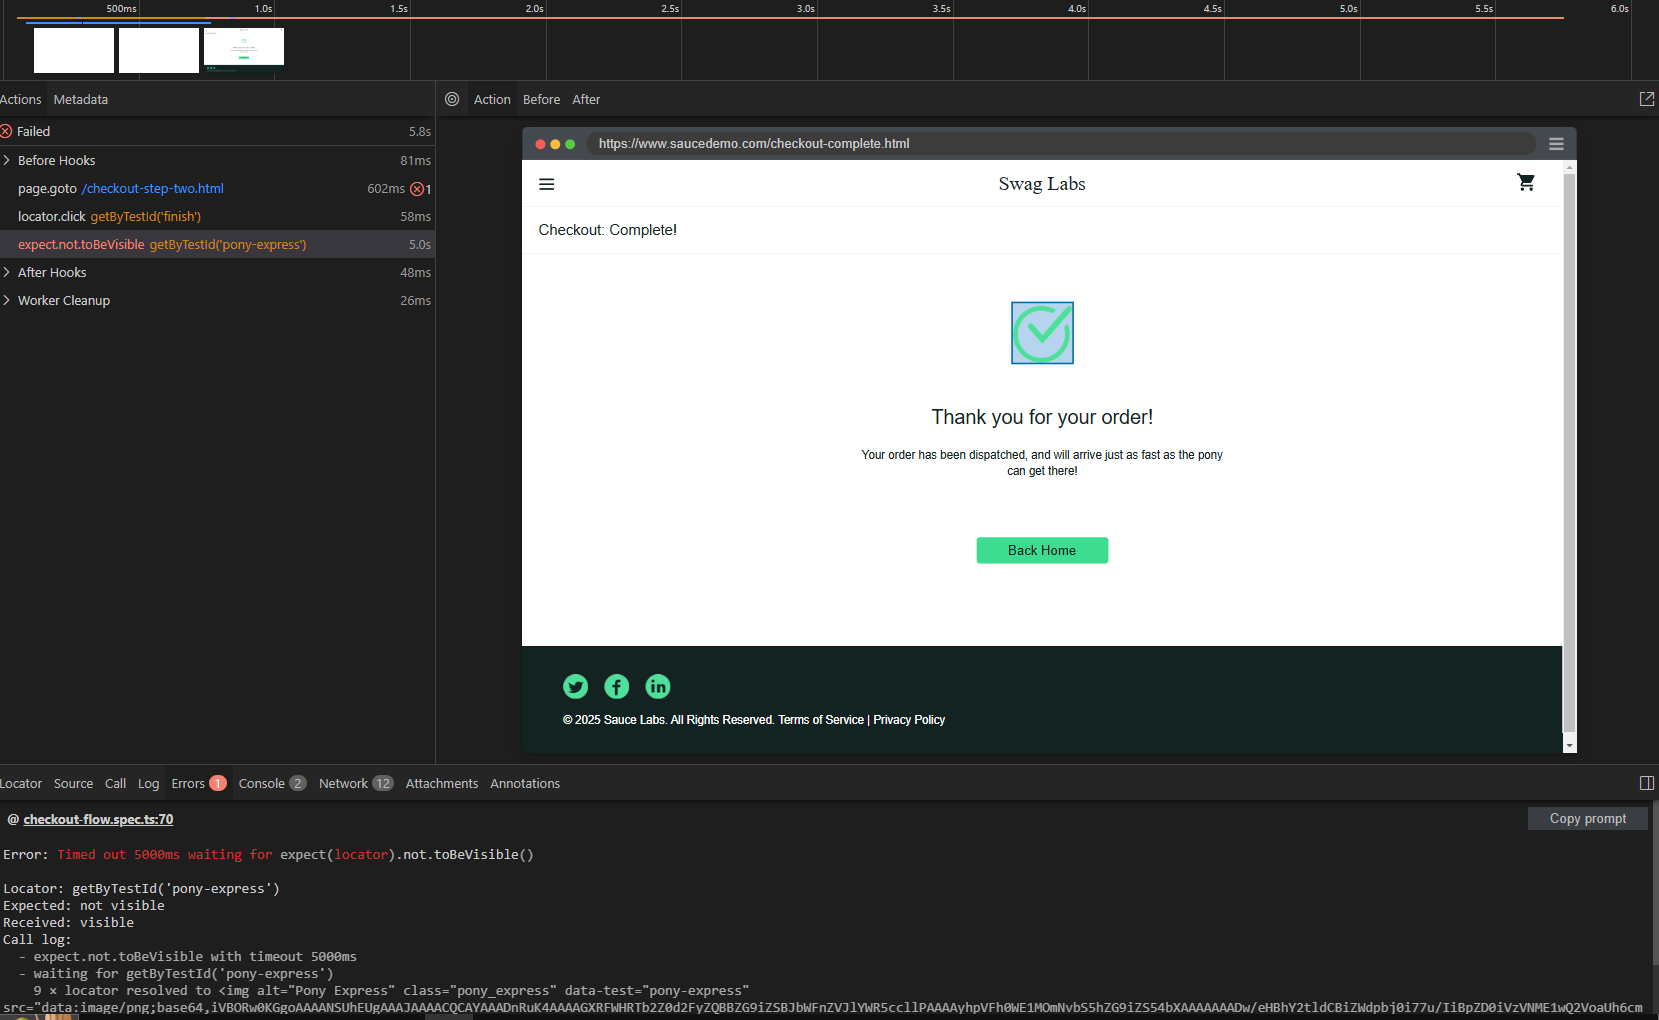 500ms 1.0s 1.5s 2.0s 2.5s 3.0s 3.5s 4.0s 4.5s 5.0s 5.5s 6.0s
Actions Metadata
Action Before After
Failed 5.8s
Before Hooks 81ms
page.goto /checkout-step-two.html 602ms 1
locator.click getByTestId('finish') 58ms
expect.not.toBeVisible getByTestId('pony-express') 5.0s
After Hooks 48ms
Worker Cleanup 26ms
https://www.saucedemo.com/checkout-complete.html
Swag Labs
Checkout: Complete!
Thank you for your order!
Your order has been dispatched, and will arrive just as fast as the pony
can get there!
Back Home
© 2025 Sauce Labs. All Rights Reserved. Terms of Service | Privacy Policy
Locator Source Call Log Errors 1 Console 2 Network 12 Attachments Annotations
@ checkout-flow.spec.ts:70
Copy prompt
Error: Timed out 5000ms waiting for expect(locator).not.toBeVisible()
Locator: getByTestId('pony-express')
Expected: not visible
Received: visible
Call log:
- expect.not.toBeVisible with timeout 5000ms
- waiting for getByTestId('pony-express')
9 × locator resolved to <img alt="Pony Express" class="pony_express" data-test="pony-express"